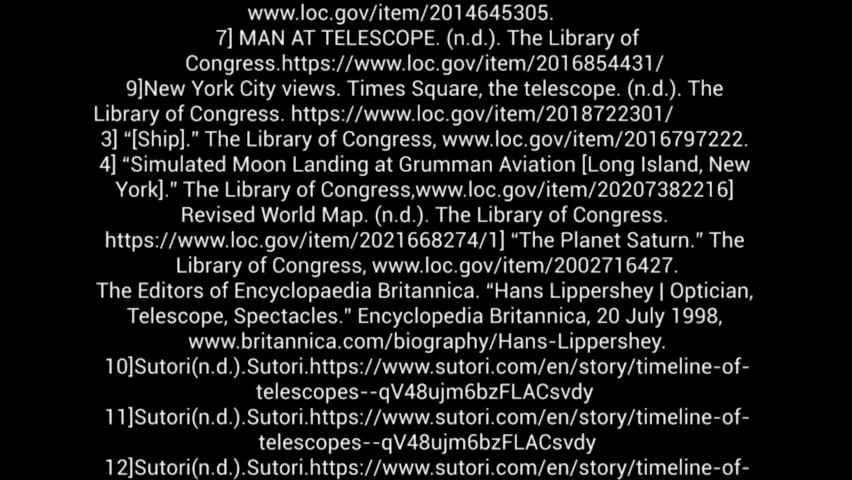 www.loc.gov/item/2014645305.
7] MAN AT TELESCOPE. (n.d.). The Library of
Congress.https://www.loc.gov/item/2016854431/
9]New York City views. Times Square, the telescope. (n.d.). The
Library of Congress. https://www.loc.gov/item/2018722301/
3] “[Ship].” The Library of Congress, www.loc.gov/item/2016797222.
4] “Simulated Moon Landing at Grumman Aviation [Long Island, New
York].” The Library of Congress,www.loc.gov/item/20207382216]
Revised World Map. (n.d.). The Library of Congress.
https://www.loc.gov/item/2021668274/1] “The Planet Saturn.” The
Library of Congress, www.loc.gov/item/2002716427.
The Editors of Encyclopaedia Britannica. “Hans Lippershey | Optician,
Telescope, Spectacles.” Encyclopedia Britannica, 20 July 1998,
www.britannica.com/biography/Hans-Lippershey.
10]Sutori(n.d.).Sutori.https://www.sutori.com/en/story/timeline-of-
telescopes--qV48ujm6bzFLACsvdy
11]Sutori(n.d.).Sutori.https://www.sutori.com/en/story/timeline-of-
telescopes--qV48ujm6bzFLACsvdy
12]Sutori(n.d.).Sutori.https://www.sutori.com/en/story/timeline-of-